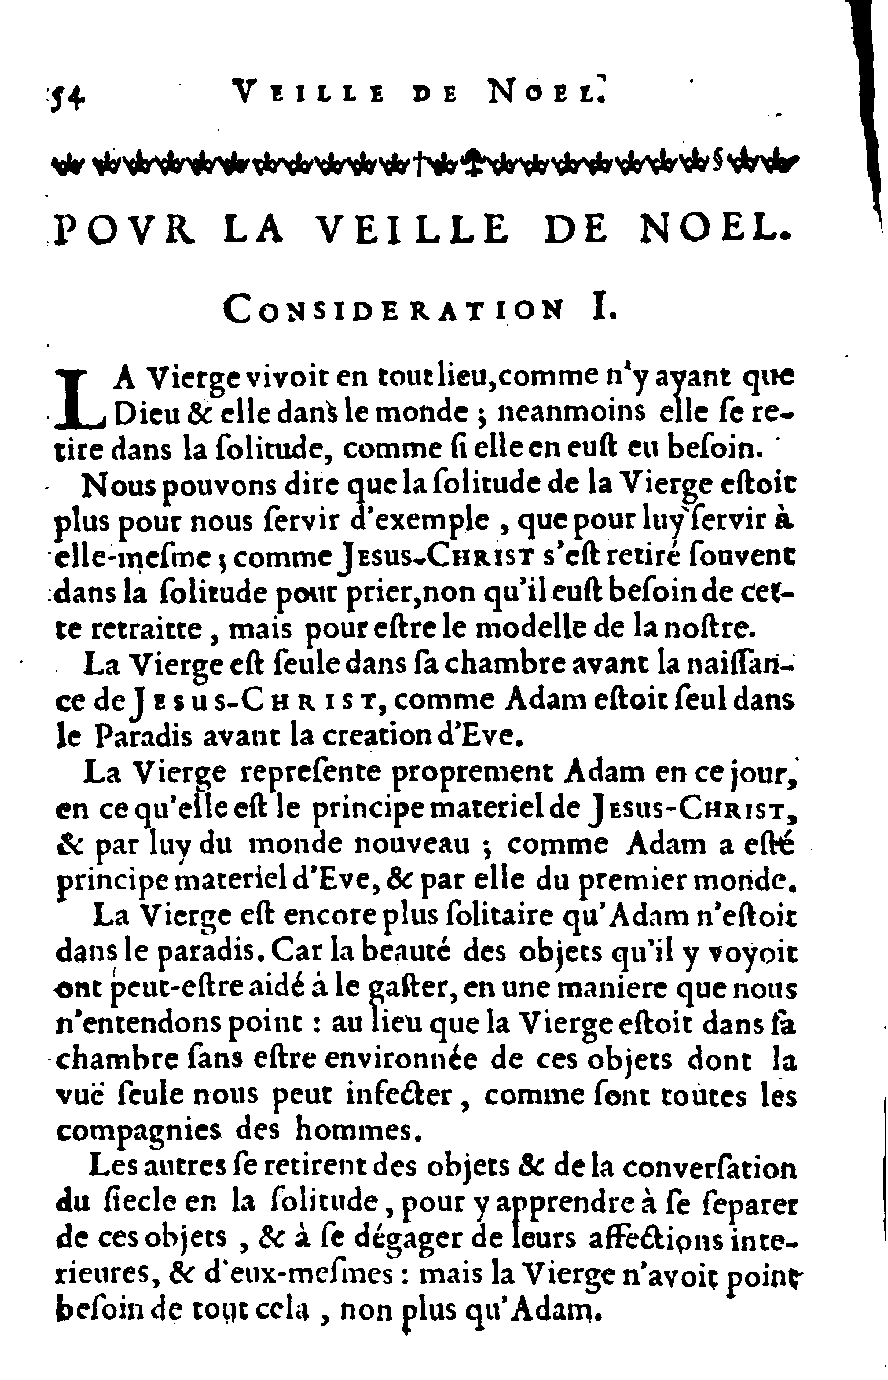 54 VEILLE DE NOEL.
POVR LA VEILLE DE NOEL.
CONSIDERATION I.
LA Vierge vivoit en tout lieu, comme n'y ayant que
Dieu & elle dans le monde ; neanmoins elle ſe re-
tire dans la ſolitude, comme ſi elle en euſt eu beſoin.
Nous pouvons dire que la ſolitude de la Vierge eſtoit
plus pour nous ſervir d'exemple , que pour luy ſervir à
elle-meſme ; comme JESUS-CHRIST s'eſt retiré ſouvent
dans la ſolitude pour prier, non qu'il euſt beſoin de cet-
te retraitte , mais pour eſtre le modelle de la noſtre.
La Vierge eſt ſeule dans ſa chambre avant la naiſſan-
ce de JESUS-CHRIST, comme Adam eſtoit ſeul dans
le Paradis avant la creation d'Eve.
La Vierge repreſente proprement Adam en ce jour,
en ce qu'elle eſt le principe materiel de JESUS-CHRIST,
& par luy du monde nouveau ; comme Adam a eſté
principe materiel d'Eve, & par elle du premier monde.
La Vierge eſt encore plus ſolitaire qu'Adam n'eſtoit
dans le paradis. Car la beauté des objets qu'il y voyoit
ont peut-eſtre aidé à le gaſter, en une maniere que nous
n'entendons point : au lieu que la Vierge eſtoit dans ſa
chambre ſans eſtre environnée de ces objets dont la
vuë ſeule nous peut infecter , comme ſont toutes les
compagnies des hommes.
Les autres ſe retirent des objets & de la converſation
du ſiecle en la ſolitude , pour y apprendre à ſe ſeparer
de ces objets , & à ſe dégager de leurs affections inte-
rieures, & d'eux-meſmes : mais la Vierge n'avoit point
beſoin de tout cela , non plus qu'Adam.